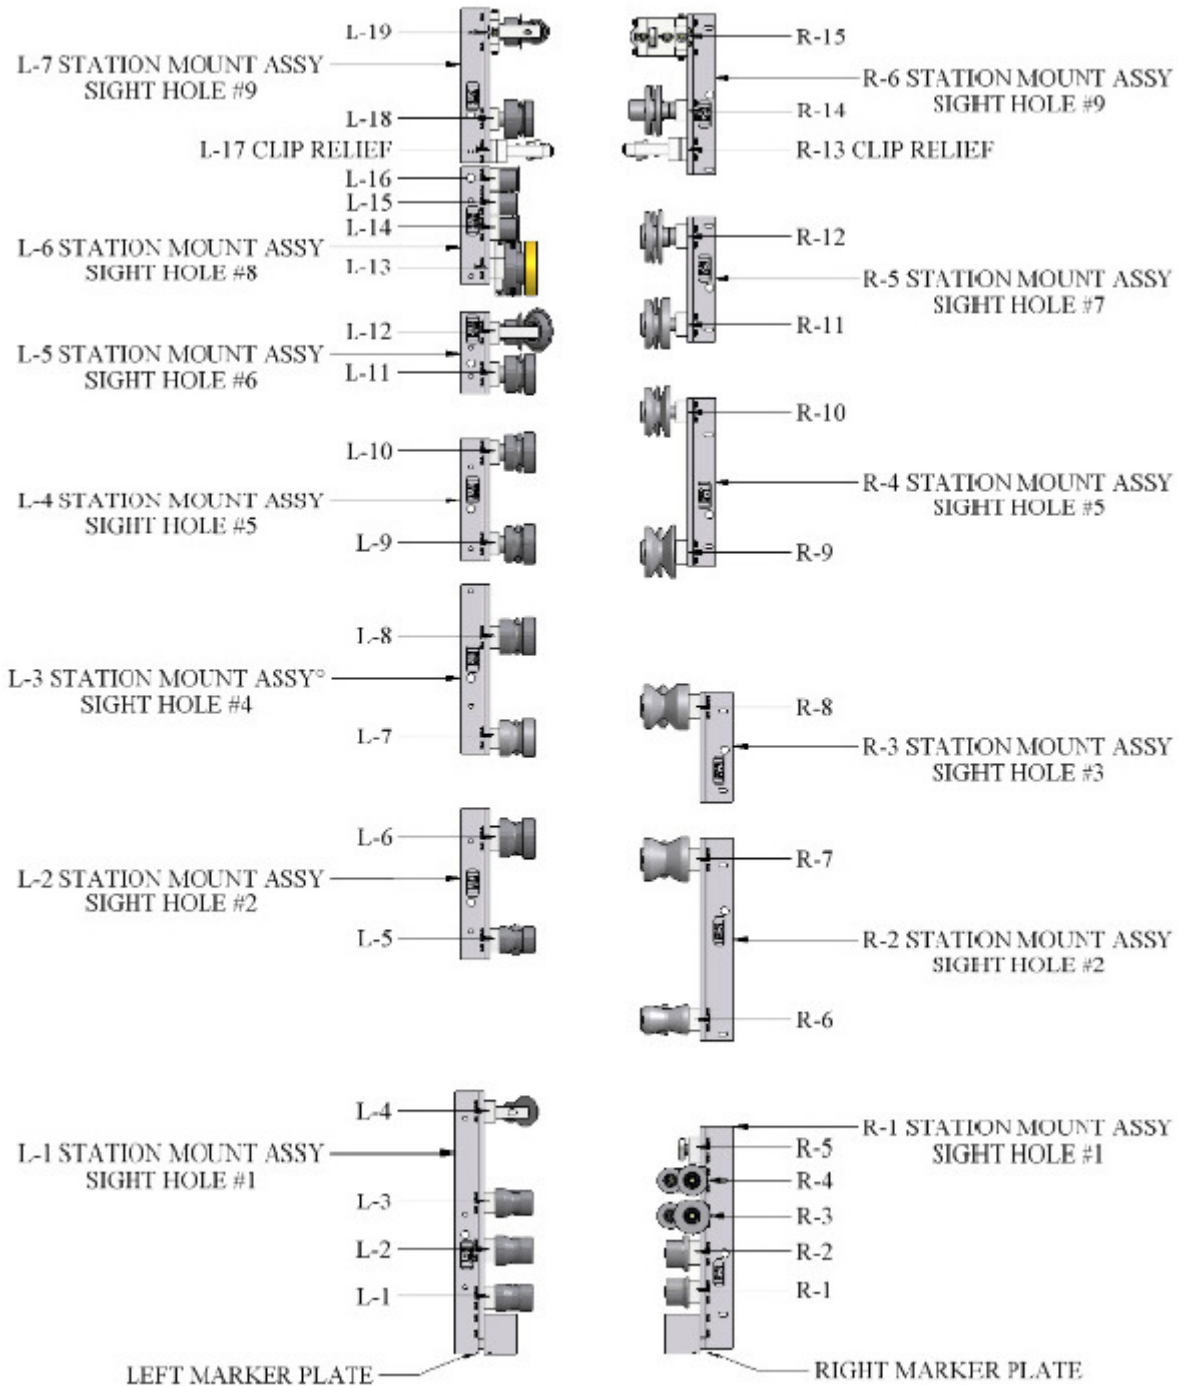 L-19
L-7 STATION MOUNT ASSY
SIGHT HOLE #9
L-18
L-17 CLIP RELIEF
L-16
L-15
L-14
L-6 STATION MOUNT ASSY
SIGHT HOLE #8
L-13
L-12
L-5 STATION MOUNT ASSY
SIGHT HOLE #6
L-11
L-10
L-4 STATION MOUNT ASSY
SIGHT HOLE #5
L-9
L-8
L-3 STATION MOUNT ASSY°
SIGHT HOLE #4
L-7
L-6
L-2 STATION MOUNT ASSY
SIGHT HOLE #2
L-5
L-4
L-1 STATION MOUNT ASSY
SIGHT HOLE #1
L-3
L-2
L-1
LEFT MARKER PLATE
R-15
R-6 STATION MOUNT ASSY
SIGHT HOLE #9
R-14
R-13 CLIP RELIEF
R-12
R-5 STATION MOUNT ASSY
SIGHT HOLE #7
R-11
R-10
R-4 STATION MOUNT ASSY
SIGHT HOLE #5
R-9
R-8
R-3 STATION MOUNT ASSY
SIGHT HOLE #3
R-7
R-2 STATION MOUNT ASSY
SIGHT HOLE #2
R-6
R-1 STATION MOUNT ASSY
SIGHT HOLE #1
R-5
R-4
R-3
R-2
R-1
RIGHT MARKER PLATE